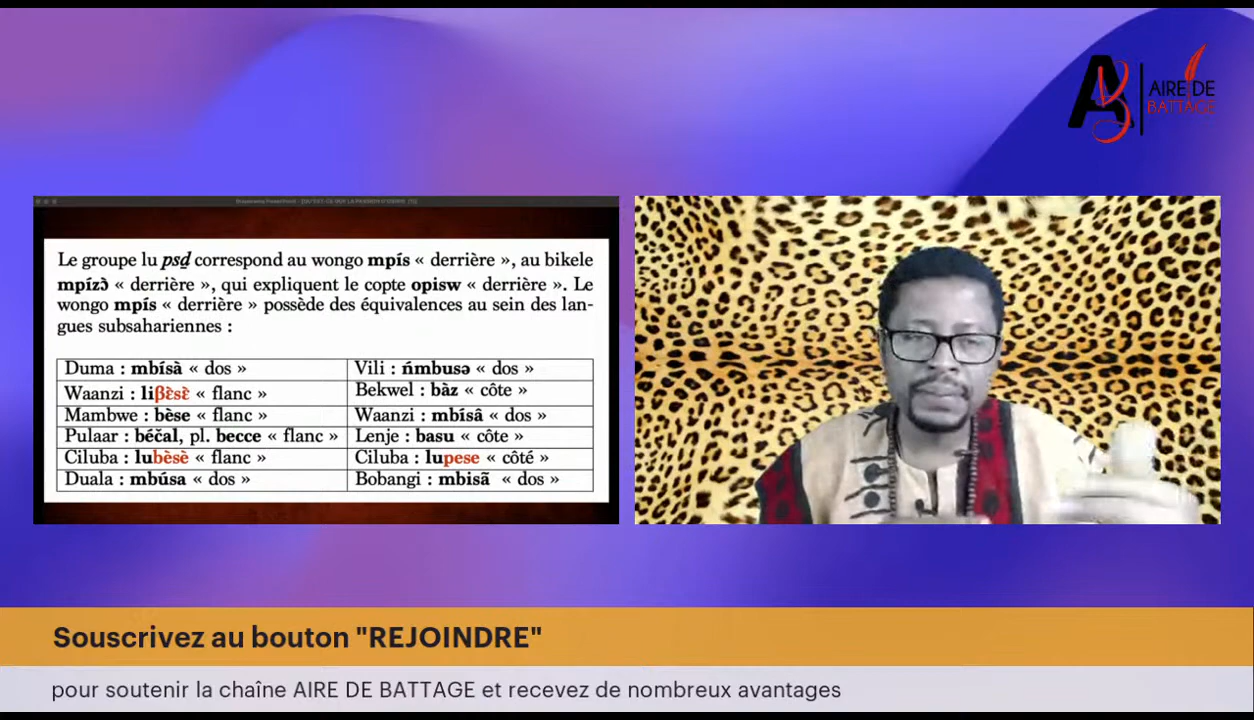 AIRE DE
BATTAGE
Le groupe lu psḏ correspond au wongo mpís « derrière », au bikele
mpízɔ̀ « derrière », qui expliquent le copte opisw « derrière ». Le
wongo mpís « derrière » possède des équivalences au sein des lan-
gues subsahariennes :
Duma : mbísà « dos »
Vili : ńmbusə « dos »
Waanzi : liβɛ̀sɛ̀ « flanc »
Bekwel : bàz « côte »
Mambwe : bèse « flanc »
Waanzi : mbísâ « dos »
Pulaar : béčal, pl. becce « flanc »
Lenje : basu « côte »
Ciluba : lubèsè « flanc »
Ciluba : lupese « côté »
Duala : mbúsa « dos »
Bobangi : mbisã « dos »
Souscrivez au bouton "REJOINDRE"
pour soutenir la chaîne AIRE DE BATTAGE et recevez de nombreux avantages